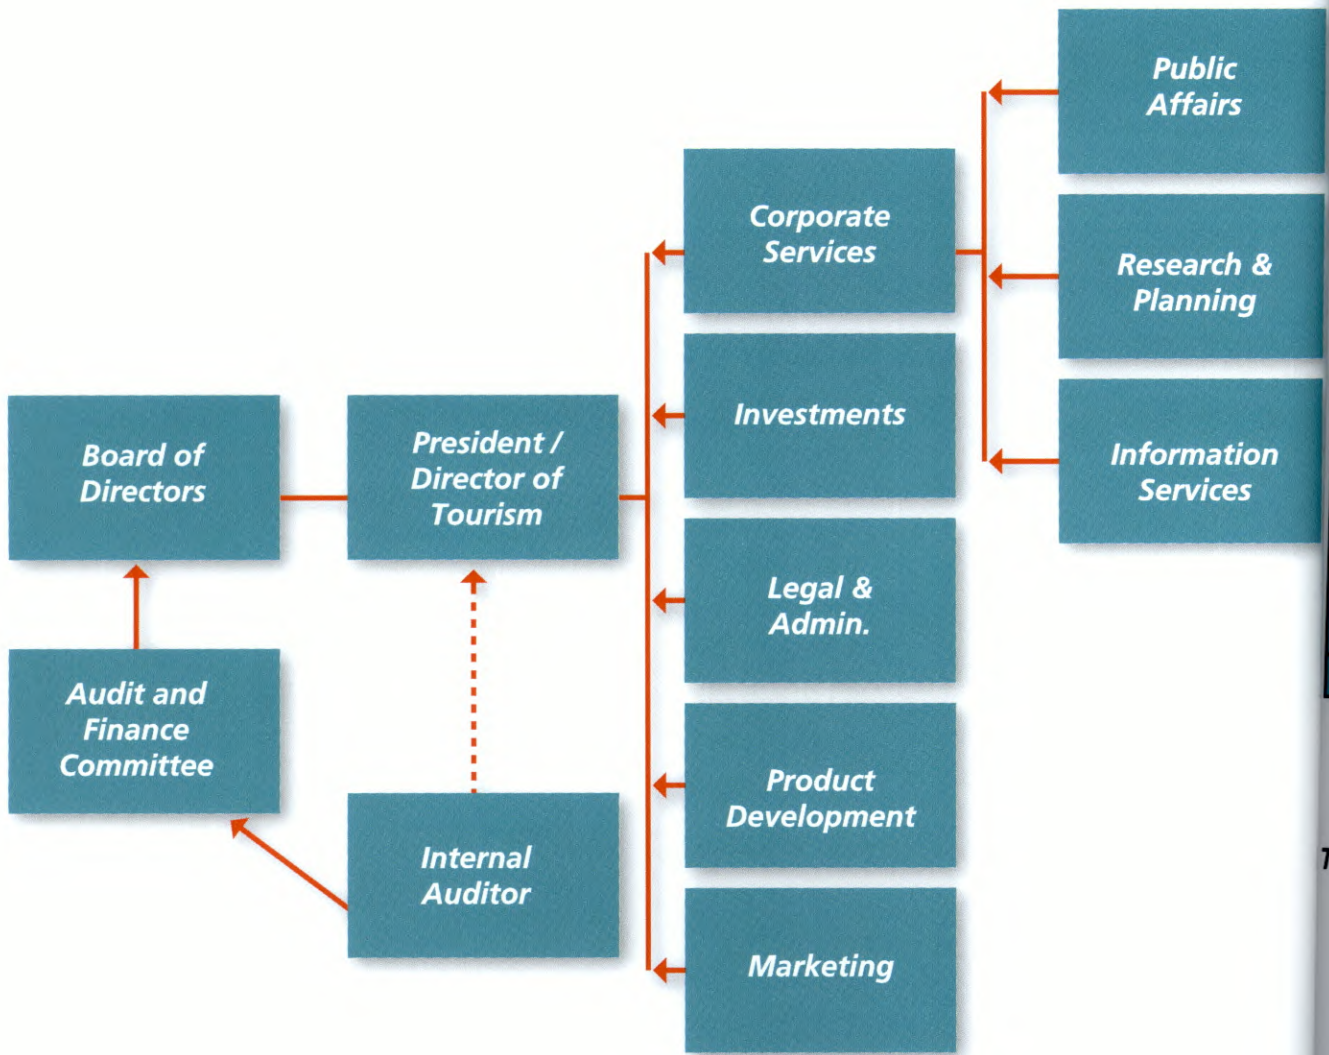 Public
Affairs
Corporate
Services
Research &
Planning
Investments
Information
Services
Board of
Directors
President /
Director of
Tourism
Legal &
Admin.
Audit and
Finance
Committee
Product
Development
Internal
Auditor
Marketing